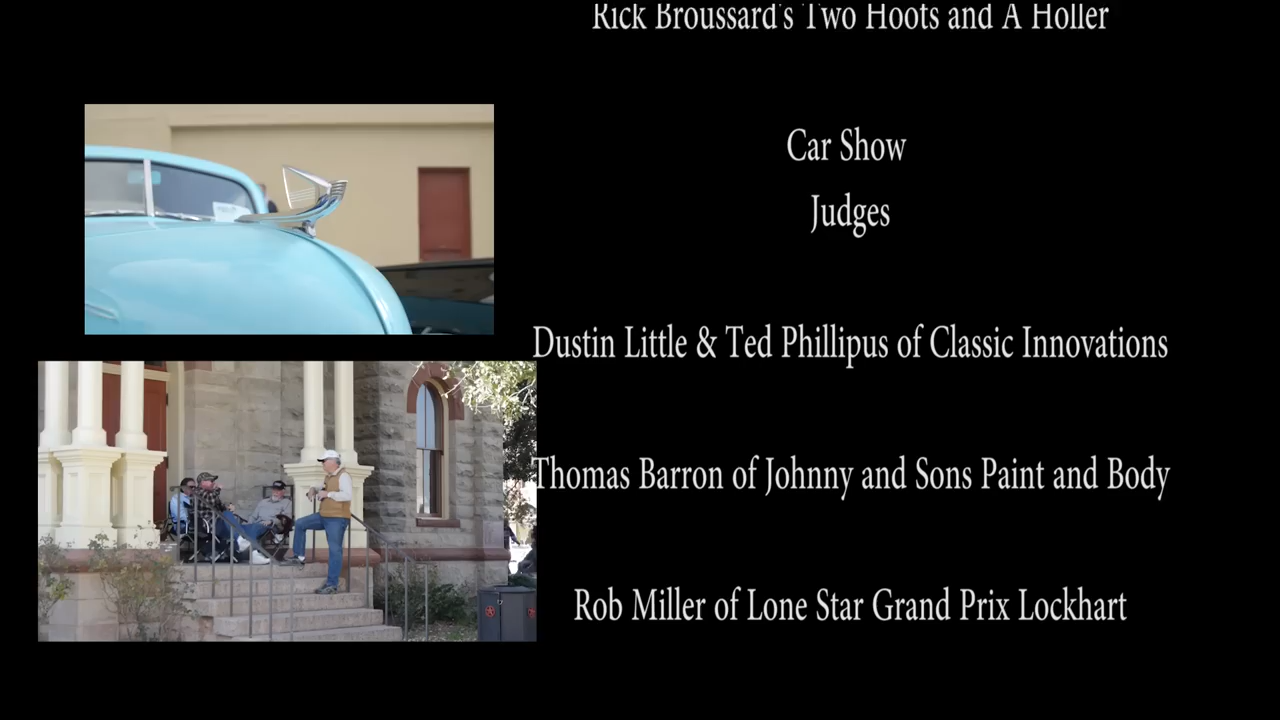 Rick Broussard's Two Hoots and A Holler
Car Show
Judges
Dustin Little & Ted Phillipus of Classic Innovations
Thomas Barron of Johnny and Sons Paint and Body
Rob Miller of Lone Star Grand Prix Lockhart